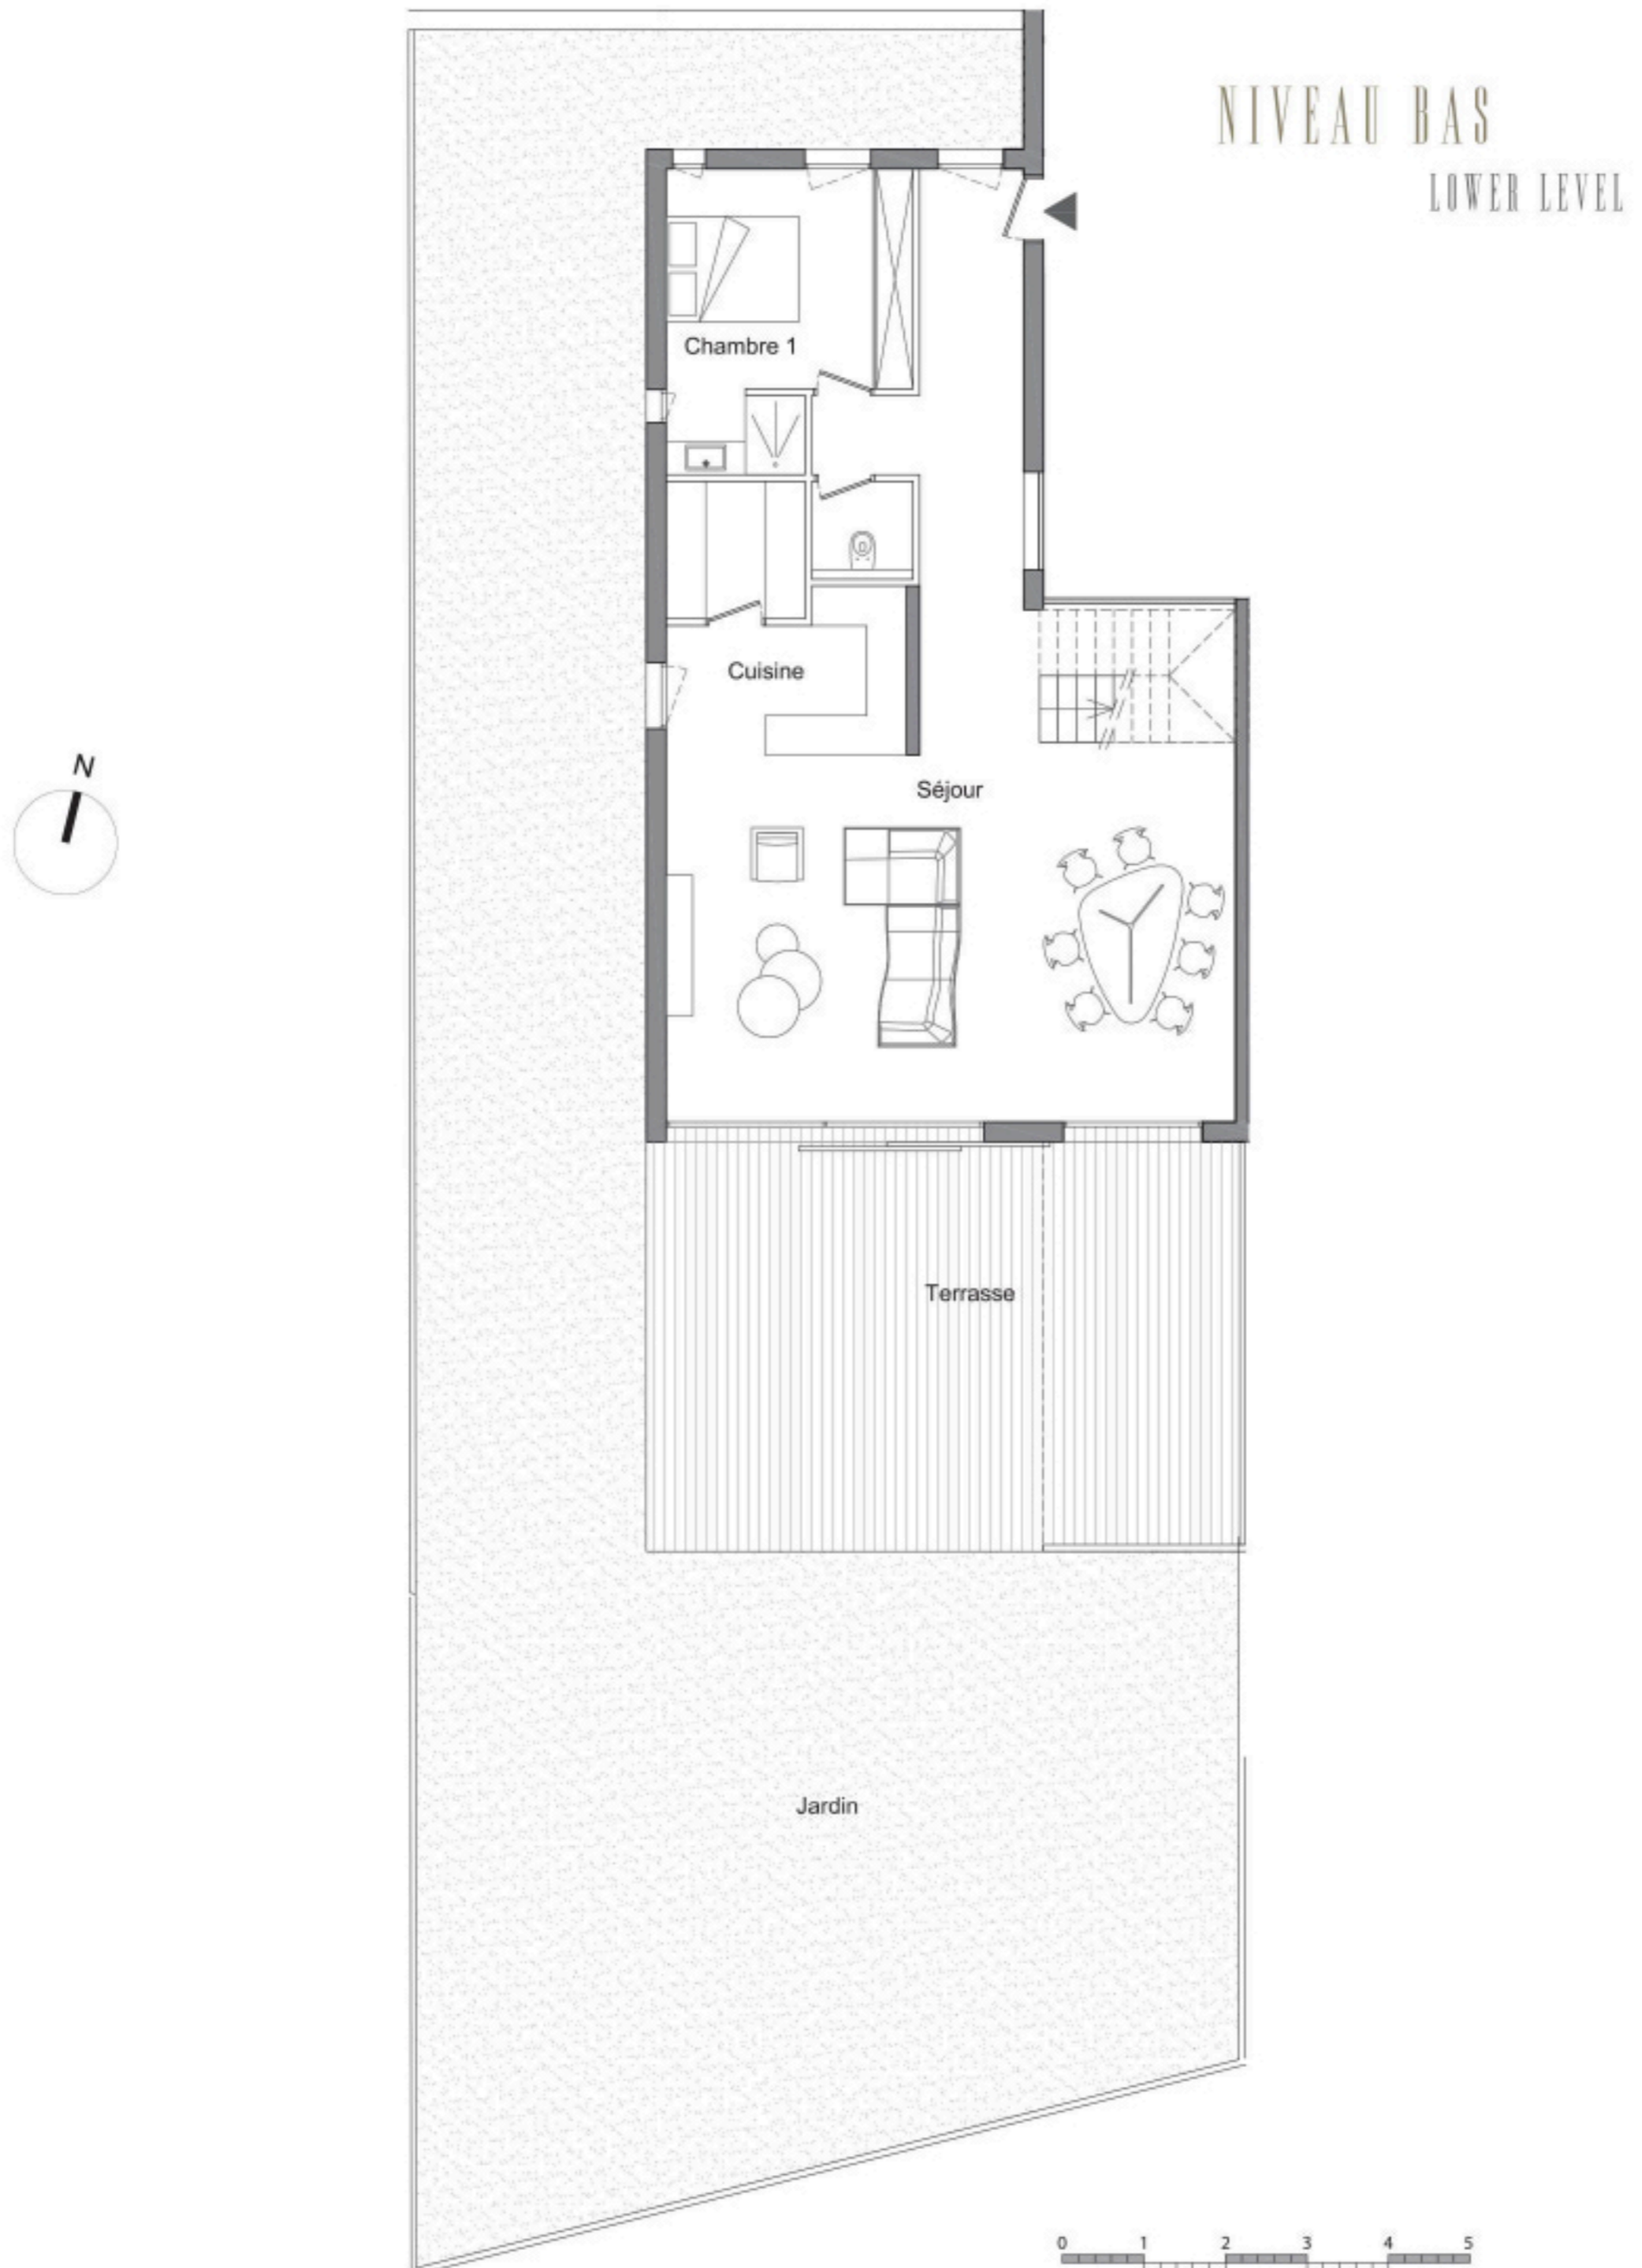 NIVEAU BAS
LOWER LEVEL
Chambre 1
Cuisine
N
Séjour
Terrasse
Jardin
0 1 2 3 4 5